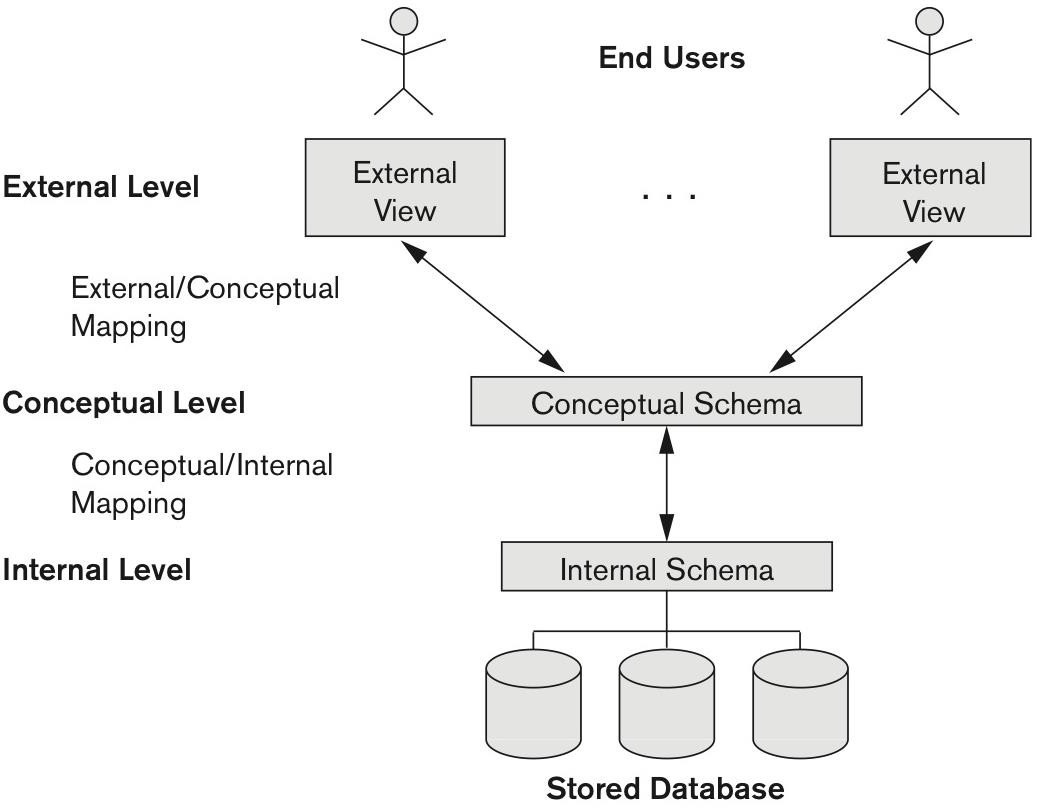 End Users
External Level
External
View
. . .
External
View
External/Conceptual
Mapping
Conceptual Level
Conceptual Schema
Conceptual/Internal
Mapping
Internal Level
Internal Schema
Stored Database